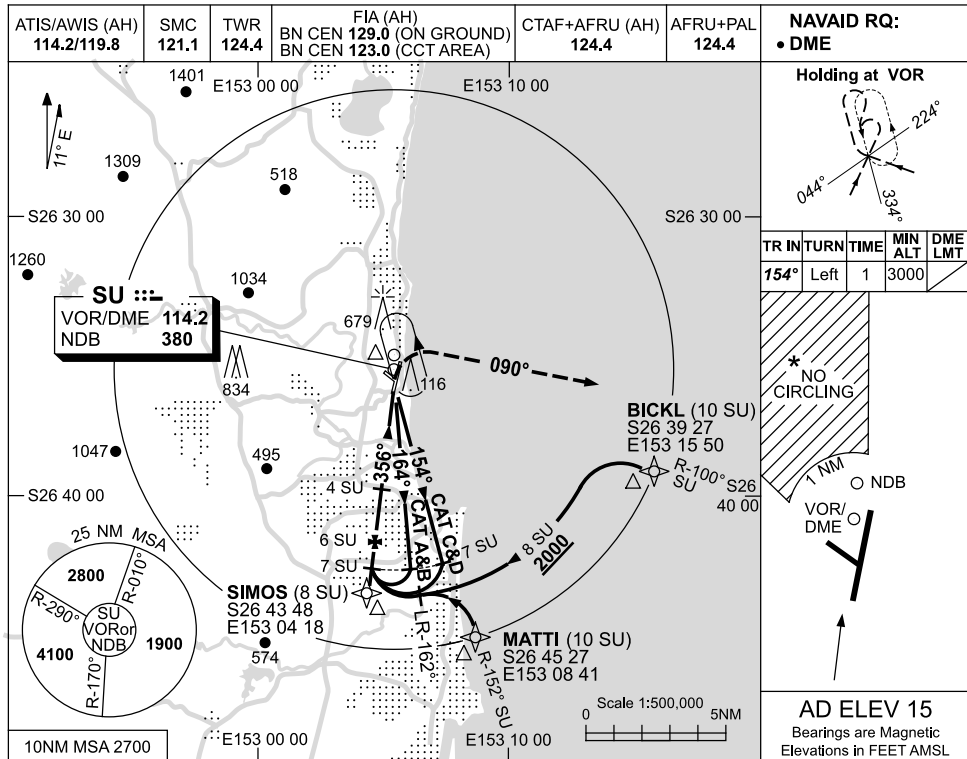 ATIS/AWIS (AH)
114.2/119.8
SMC
121.1
TWR
124.4
FIA (AH)
BN CEN 129.0 (ON GROUND)
BN CEN 123.0 (CCT AREA)
CTAF+AFRU (AH)
124.4
AFRU+PAL
124.4
NAVAID RQ:
• DME
1401
E153 00 00
E153 10 00
11° E
1309
518
S26 30 00
S26 30 00
1260
1034
SU
VOR/DME 114.2
NDB 380
679
834
116
090°
BICKL (10 SU)
S26 39 27
E153 15 50
R-100°
SU
S26
40 00
1047
495
S26 40 00
356°
164° CAT A&B
154° CAT C&D
4 SU
6 SU
7 SU
7 SU
8 SU
2000
SIMOS (8 SU)
S26 43 48
E153 04 18
574
LR-162°
MATTI (10 SU)
S26 45 27
E153 08 41
R-152° SU
25 NM MSA
2800
R-010°
R-290°
SU
VORor
NDB
1900
4100
R-170°
10NM MSA 2700
E153 00 00
E153 10 00
Scale 1:500,000
0
5NM
Holding at VOR
224°
044°
334°
TR IN TURN TIME MIN ALT DME LMT
154° Left 1 3000
* NO
CIRCLING
1 NM
NDB
VOR/
DME
AD ELEV 15
Bearings are Magnetic
Elevations in FEET AMSL